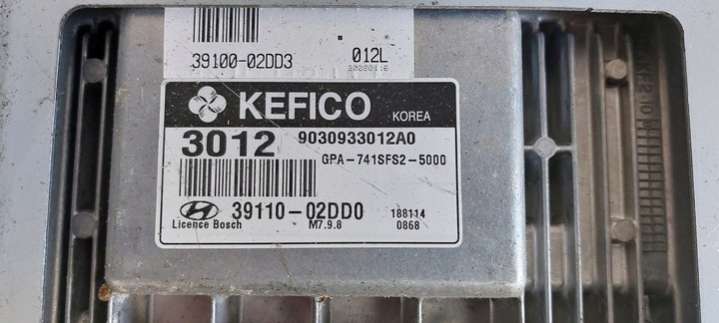 39100-02DD3 012L
KEFICO KOREA
3012 9030933012A0
GPA-741SFS2-5000
39110-02DD0 188114
Licence Bosch M7.9.8 0868